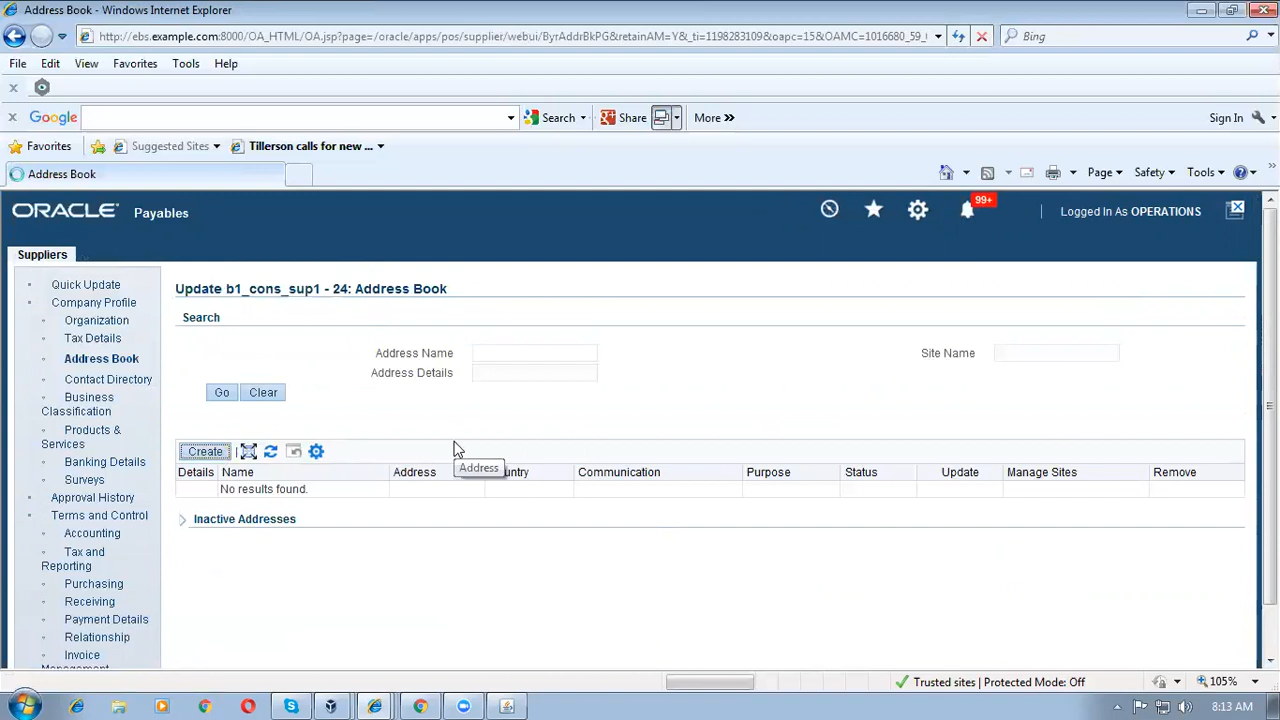 Address Book - Windows Internet Explorer
http://ebs.example.com:8000/OA_HTML/OA.jsp?page=/oracle/apps/pos/supplier/webui/ByrAddrBkPG&retainAM=Y&_ti=1198283109&oapc=15&OAMC=1016680_59_(
Bing
File Edit View Favorites Tools Help
Google Search Share More » Sign In
Favorites Suggested Sites Tillerson calls for new ...
Address Book Page Safety Tools
ORACLE Payables 99+ Logged In As OPERATIONS
Suppliers
Quick Update
Company Profile
Organization
Tax Details
Address Book
Contact Directory
Business
Classification
Products &
Services
Banking Details
Surveys
Approval History
Terms and Control
Accounting
Tax and
Reporting
Purchasing
Receiving
Payment Details
Relationship
Invoice
Management
Update b1_cons_sup1 - 24: Address Book
Search
Address Name Site Name
Address Details
Go Clear
Create
Address
Details Name Address Communication Purpose Status Update Manage Sites Remove
No results found.
Inactive Addresses
Trusted sites | Protected Mode: Off 105%
8:13 AM